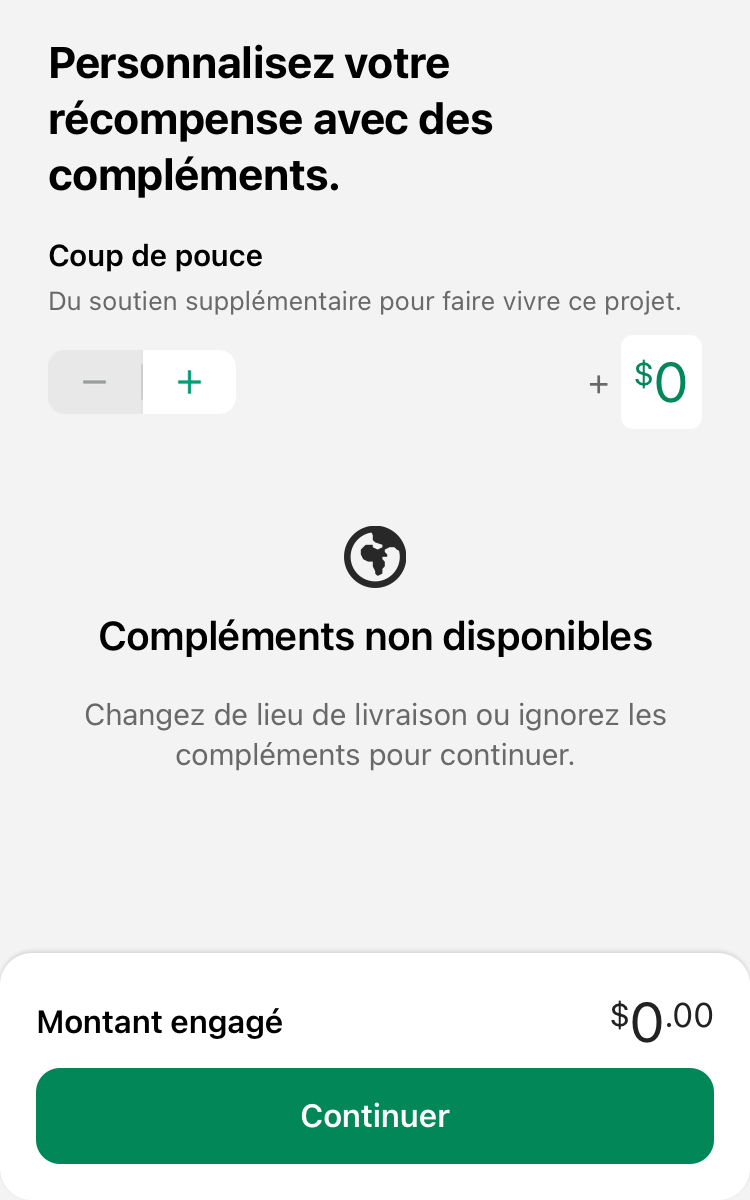 Personnalisez votre
récompense avec des
compléments.
Coup de pouce
Du soutien supplémentaire pour faire vivre ce projet.
− +
+ $0
Compléments non disponibles
Changez de lieu de livraison ou ignorez les
compléments pour continuer.
Montant engagé $0.00
Continuer